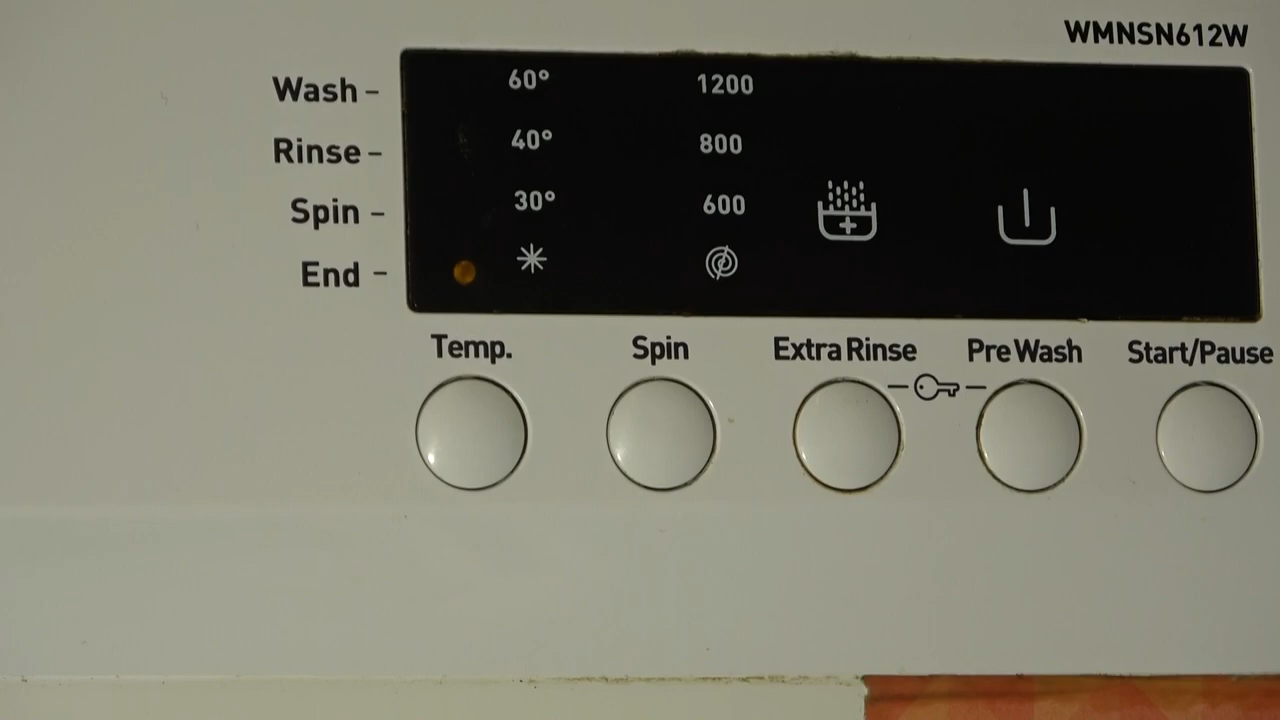 WMNSN612W
Wash
Rinse
Spin
End
60°
40°
30°
1200
800
600
Temp.
Spin
Extra Rinse
Pre Wash
Start/Pause